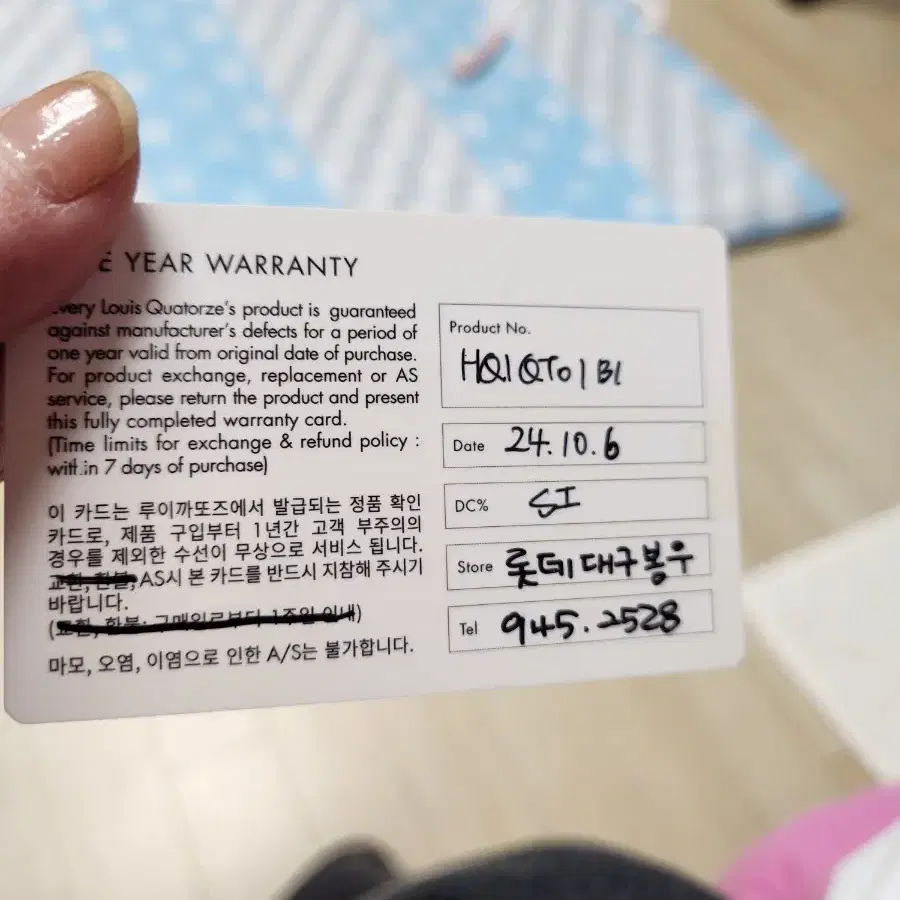 E YEAR WARRANTY
very Louis Quatorze's product is guaranteed
against manufacturer's defects for a period of
one year valid from original date of purchase.
For product exchange, replacement or AS
service, please return the product and present
this fully completed warranty card.
(Time limits for exchange & refund policy :
within 7 days of purchase)
이 카드는 루이까또즈에서 발급되는 정품 확인
카드로, 제품 구입부터 1년간 고객 부주의의
경우를 제외한 수선이 무상으로 서비스 됩니다.
교환, 환불, AS시 본 카드를 반드시 지참해 주시기
바랍니다.
(교환, 환불: 구매일로부터 1주일 이내)
마모, 오염, 이염으로 인한 A/S는 불가합니다.
Product No.
HQ1QT01B1
Date 24.10.6
DC% SI
Store 롯데대구봉우
Tel 945.2528